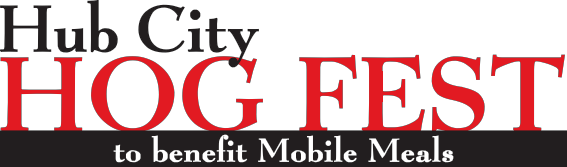 Hub City
HOG FEST
to benefit Mobile Meals